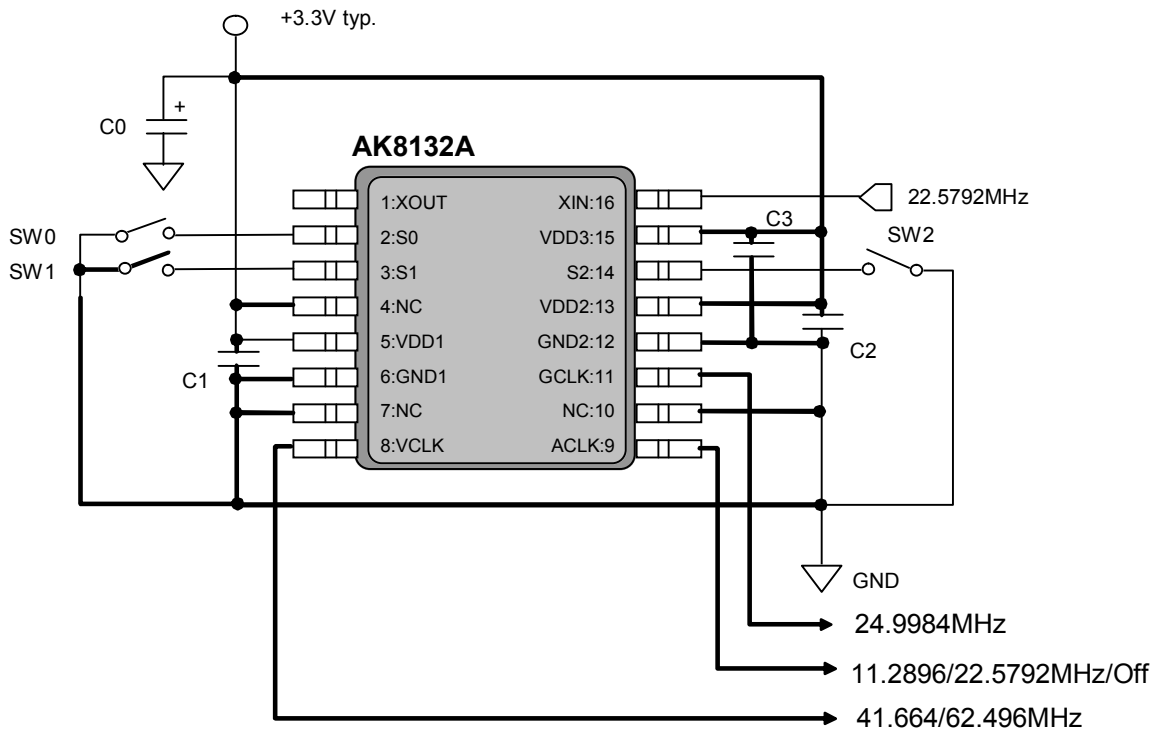 +3.3V typ.
+
C0
AK8132A
1:XOUT
XIN:16
22.5792MHz
SW0
2:S0
VDD3:15
C3
SW2
SW1
3:S1
S2:14
4:NC
VDD2:13
5:VDD1
GND2:12
C2
C1
6:GND1
GCLK:11
7:NC
NC:10
8:VCLK
ACLK:9
GND
24.9984MHz
11.2896/22.5792MHz/Off
41.664/62.496MHz